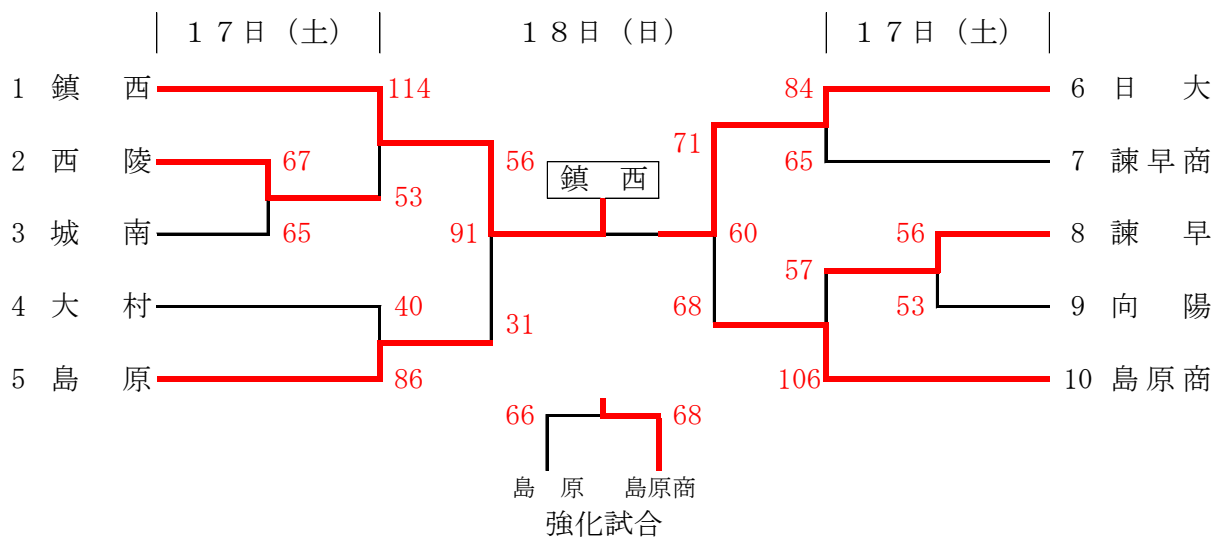 １７日（土） １８日（日） １７日（土）
1 鎮西 114 84 6 日大
2 西陵 67 56 71 65 7 諫早商
鎮西
53
3 城南 65 91 60 56 8 諫早
57
4 大村 40 31 68 53 9 向陽
5 島原 86 106 10 島原商
66 68
島原 島原商
強化試合